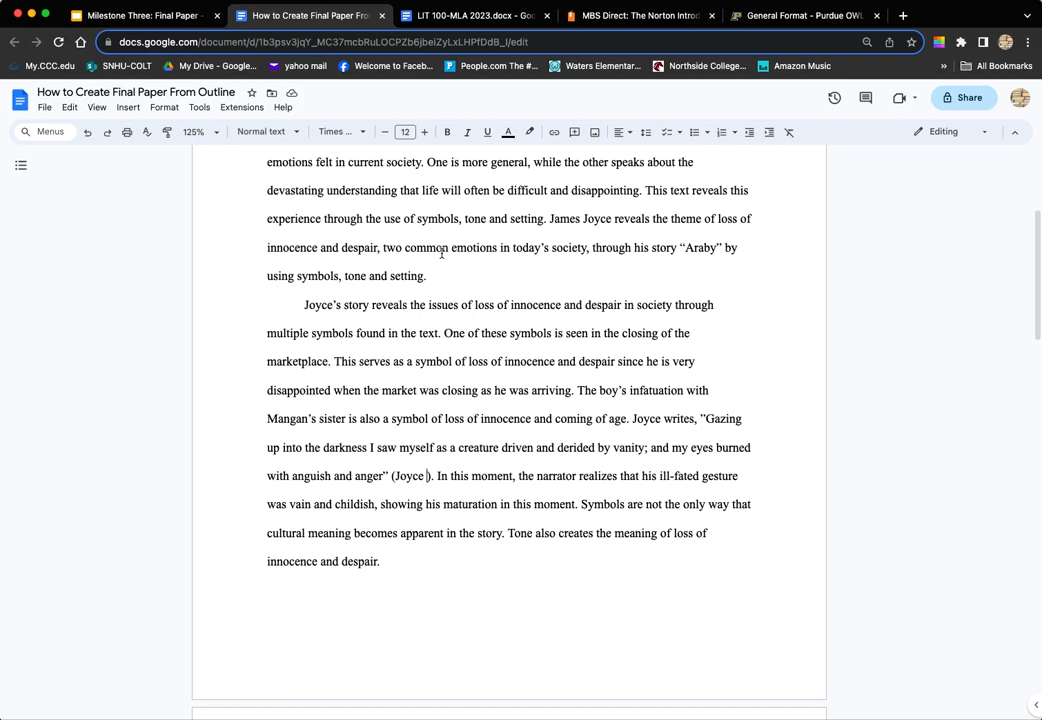 Milestone Three: Final Paper -
How to Create Final Paper Fro
LIT 100-MLA 2023.docx - Goo
MBS Direct: The Norton Introd
General Format - Purdue OWL
docs.google.com/document/d/1b3psv3jqY_MC37mcbRuLOCPZb6jbeiZyLxLHPfDdB_I/edit
My.CCC.edu
SNHU-COLT
My Drive - Google...
yahoo mail
Welcome to Faceb...
People.com The #...
Waters Elementar...
Northside College...
Amazon Music
»
All Bookmarks
How to Create Final Paper From Outline
File Edit View Insert Format Tools Extensions Help
Share
Menus
125%
Normal text
Times ...
12
Editing
emotions felt in current society. One is more general, while the other speaks about the
devastating understanding that life will often be difficult and disappointing. This text reveals this
experience through the use of symbols, tone and setting. James Joyce reveals the theme of loss of
innocence and despair, two common emotions in today's society, through his story “Araby” by
using symbols, tone and setting.
Joyce's story reveals the issues of loss of innocence and despair in society through
multiple symbols found in the text. One of these symbols is seen in the closing of the
marketplace. This serves as a symbol of loss of innocence and despair since he is very
disappointed when the market was closing as he was arriving. The boy's infatuation with
Mangan's sister is also a symbol of loss of innocence and coming of age. Joyce writes, ”Gazing
up into the darkness I saw myself as a creature driven and derided by vanity; and my eyes burned
with anguish and anger” (Joyce ). In this moment, the narrator realizes that his ill-fated gesture
was vain and childish, showing his maturation in this moment. Symbols are not the only way that
cultural meaning becomes apparent in the story. Tone also creates the meaning of loss of
innocence and despair.